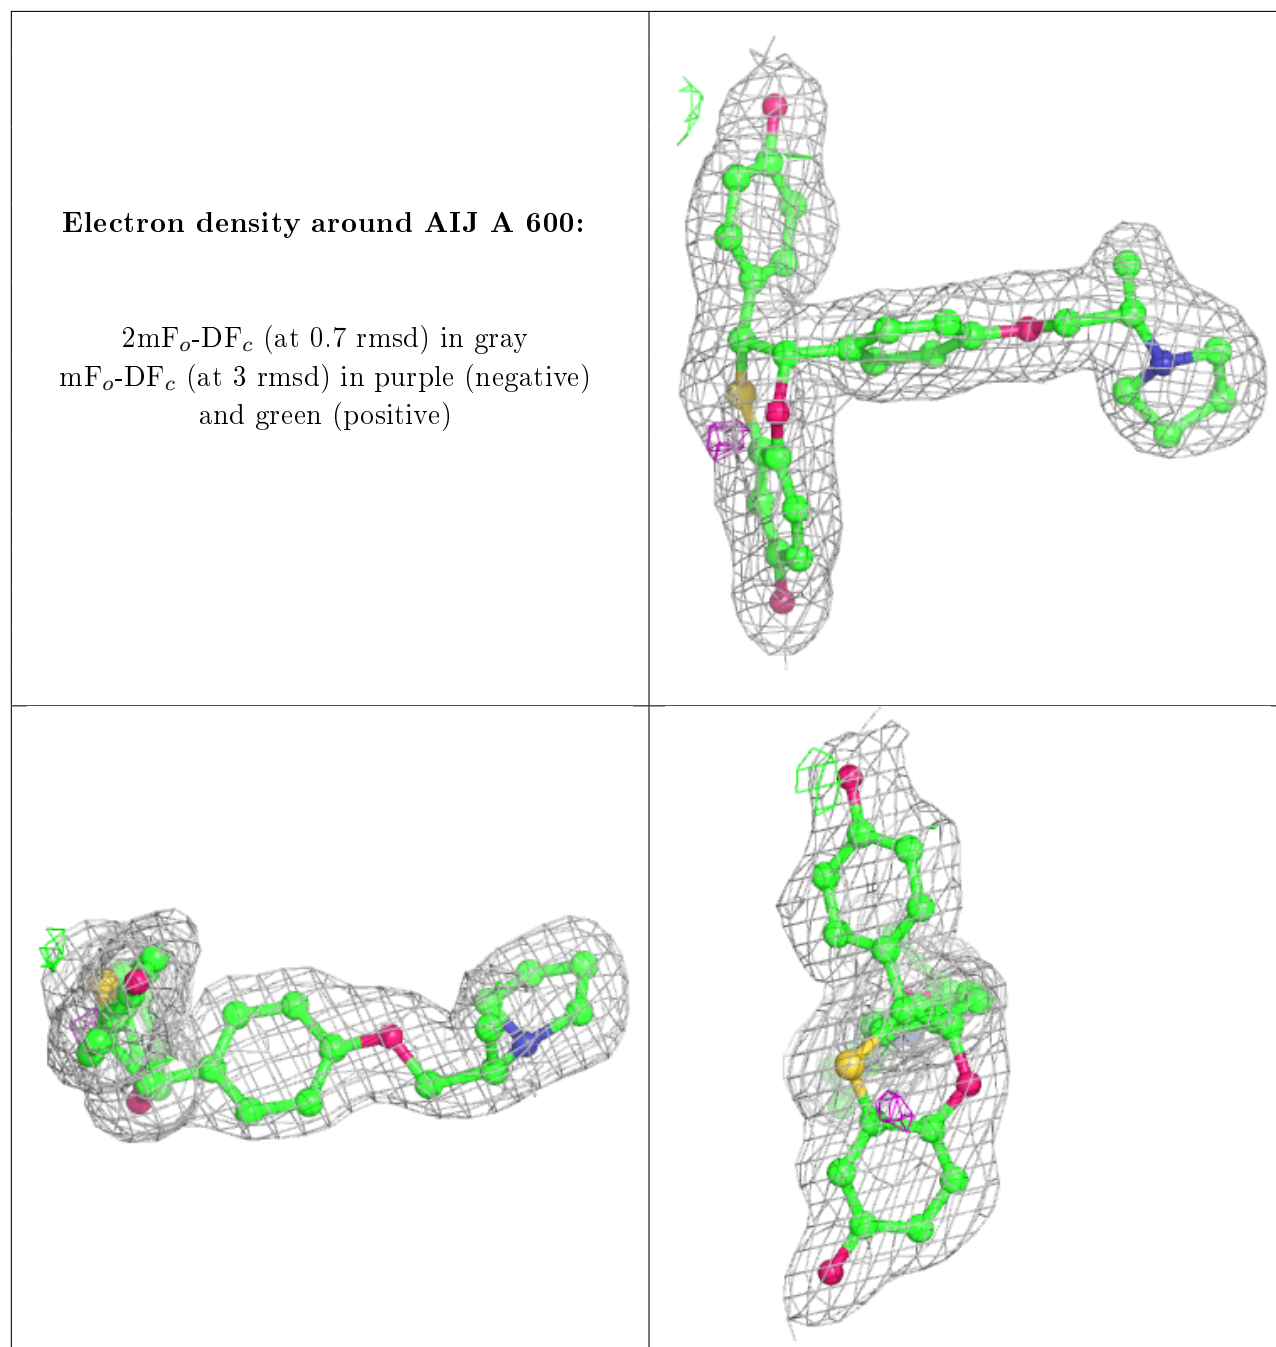 Electron density around AIJ A 600:
2mFₒ-DF𝒸 (at 0.7 rmsd) in gray
mFₒ-DF𝒸 (at 3 rmsd) in purple (negative)
and green (positive)